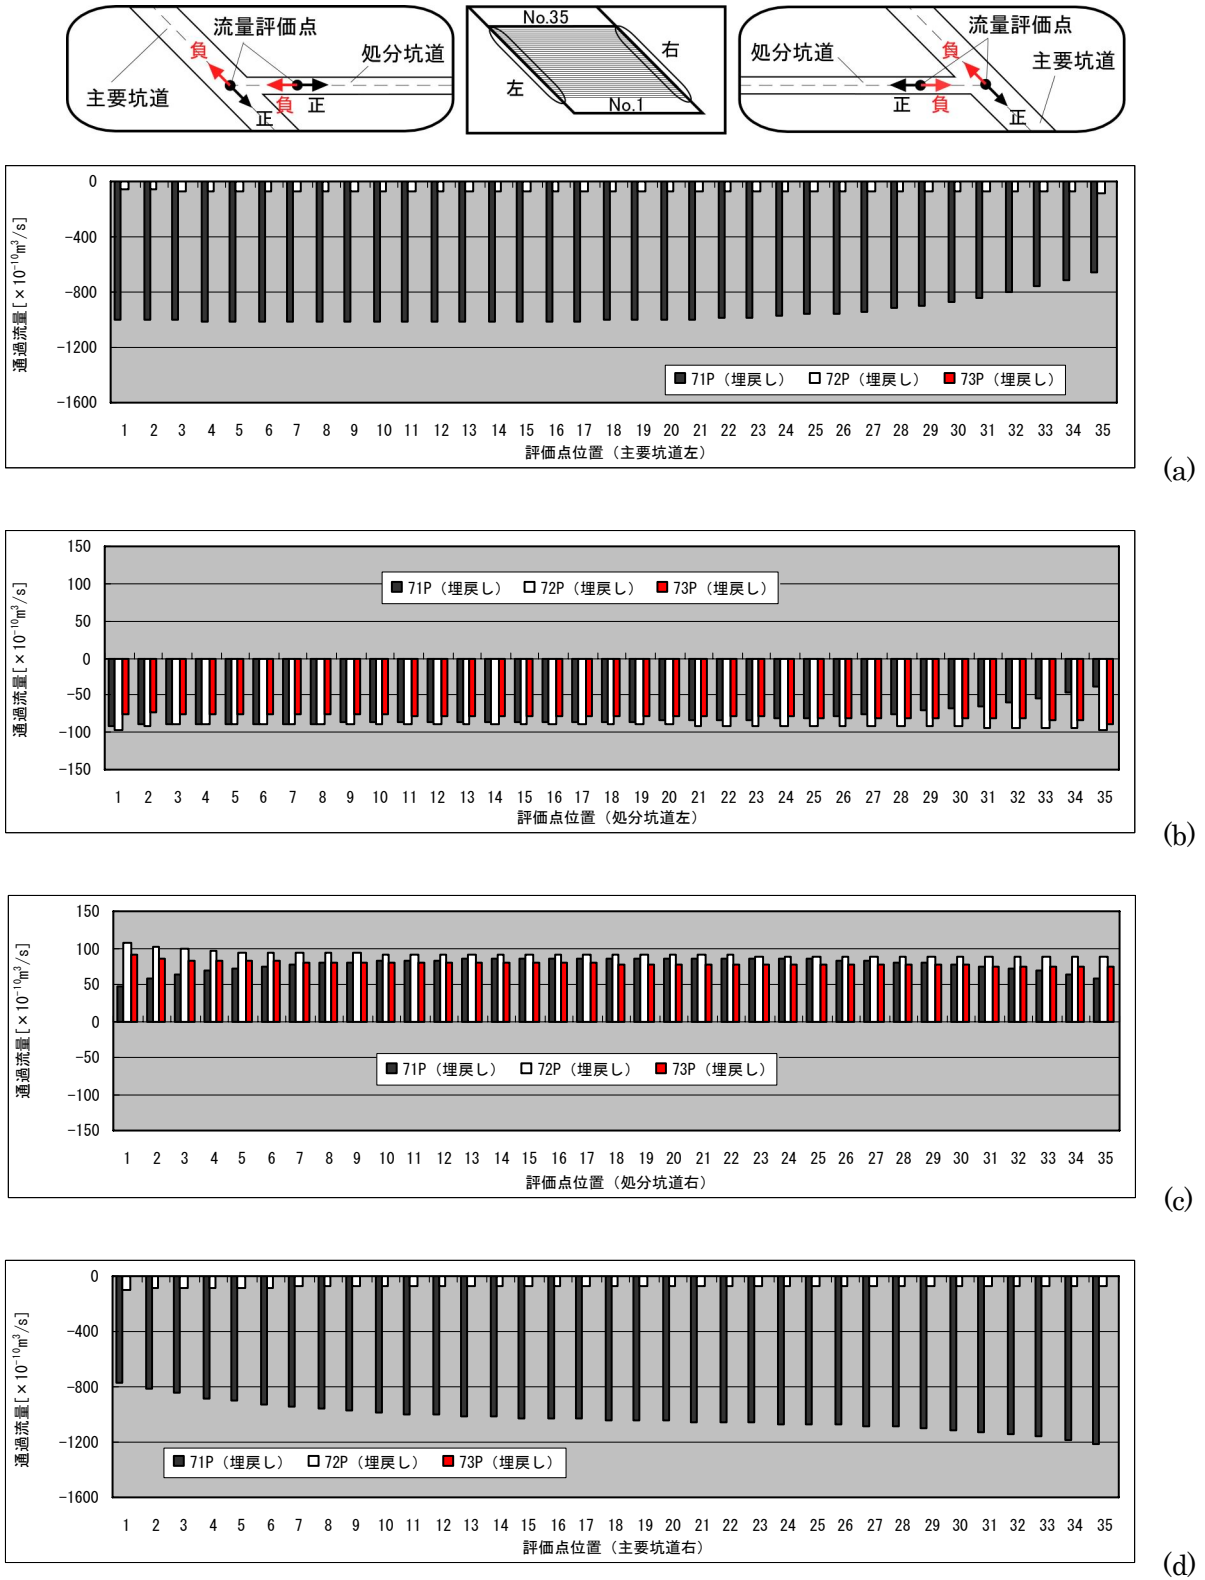 流量評価点
負
処分坑道
主要坑道
負 正
正
No.35
右
左
No.1
流量評価点
処分坑道
負
主要坑道
正 負
正
0
-400
-800
-1200
-1600
通過流量[×10⁻¹⁰m³/s]
71P（埋戻し） 72P（埋戻し） 73P（埋戻し）
1 2 3 4 5 6 7 8 9 10 11 12 13 14 15 16 17 18 19 20 21 22 23 24 25 26 27 28 29 30 31 32 33 34 35
評価点位置（主要坑道左）
(a)
150
100
50
0
-50
-100
-150
通過流量[×10⁻¹⁰m³/s]
71P（埋戻し） 72P（埋戻し） 73P（埋戻し）
1 2 3 4 5 6 7 8 9 10 11 12 13 14 15 16 17 18 19 20 21 22 23 24 25 26 27 28 29 30 31 32 33 34 35
評価点位置（処分坑道左）
(b)
150
100
50
0
-50
-100
-150
通過流量[×10⁻¹⁰m³/s]
71P（埋戻し） 72P（埋戻し） 73P（埋戻し）
1 2 3 4 5 6 7 8 9 10 11 12 13 14 15 16 17 18 19 20 21 22 23 24 25 26 27 28 29 30 31 32 33 34 35
評価点位置（処分坑道右）
(c)
0
-400
-800
-1200
-1600
通過流量[×10⁻¹⁰m³/s]
71P（埋戻し） 72P（埋戻し） 73P（埋戻し）
1 2 3 4 5 6 7 8 9 10 11 12 13 14 15 16 17 18 19 20 21 22 23 24 25 26 27 28 29 30 31 32 33 34 35
評価点位置（主要坑道右）
(d)